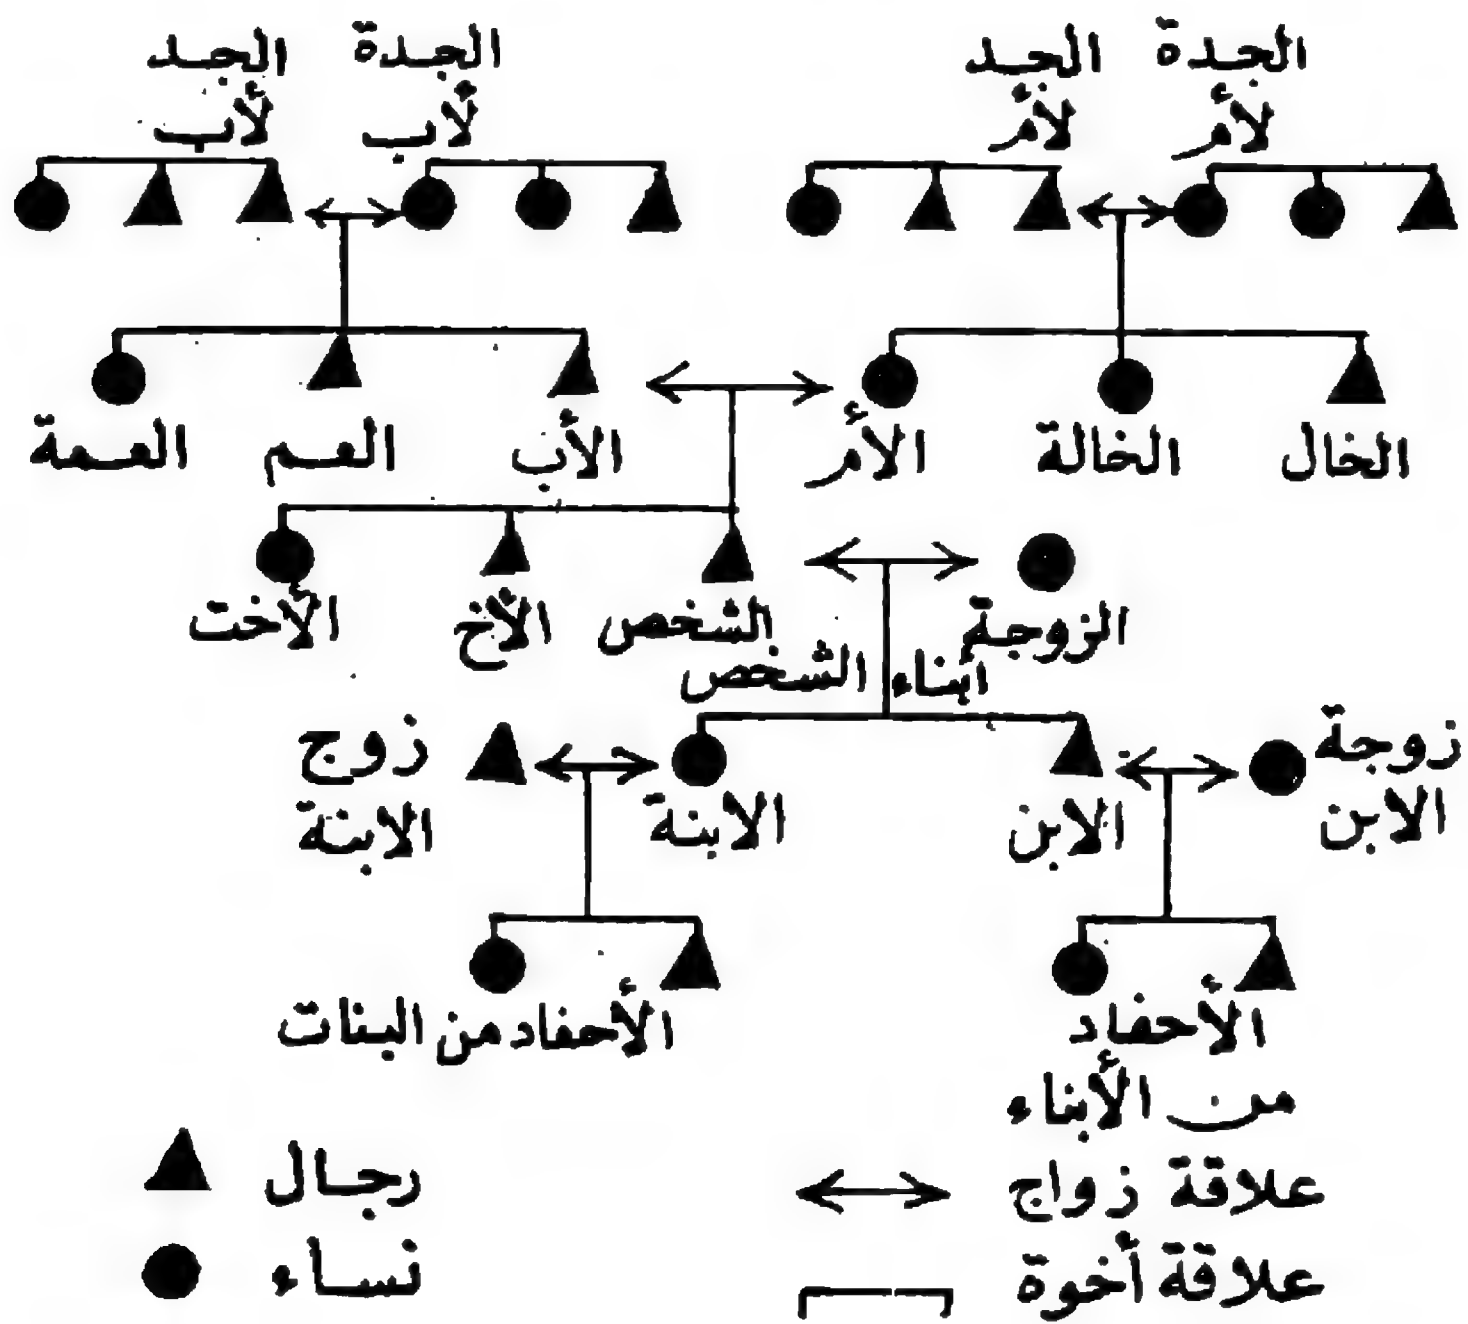 الجدة
لأم
الجد
لأم
الجدة
لأب
الجد
لأب
الخال
الخالة
الأم
الأب
العم
العمة
الزوجة
الشخص
الأخ
الأخت
أبناء الشخص
زوجة
الابن
الابن
الابنة
زوج
الابنة
الأحفاد
من الأبناء
الأحفاد من البنات
علاقة زواج
رجال
علاقة أخوة
نساء